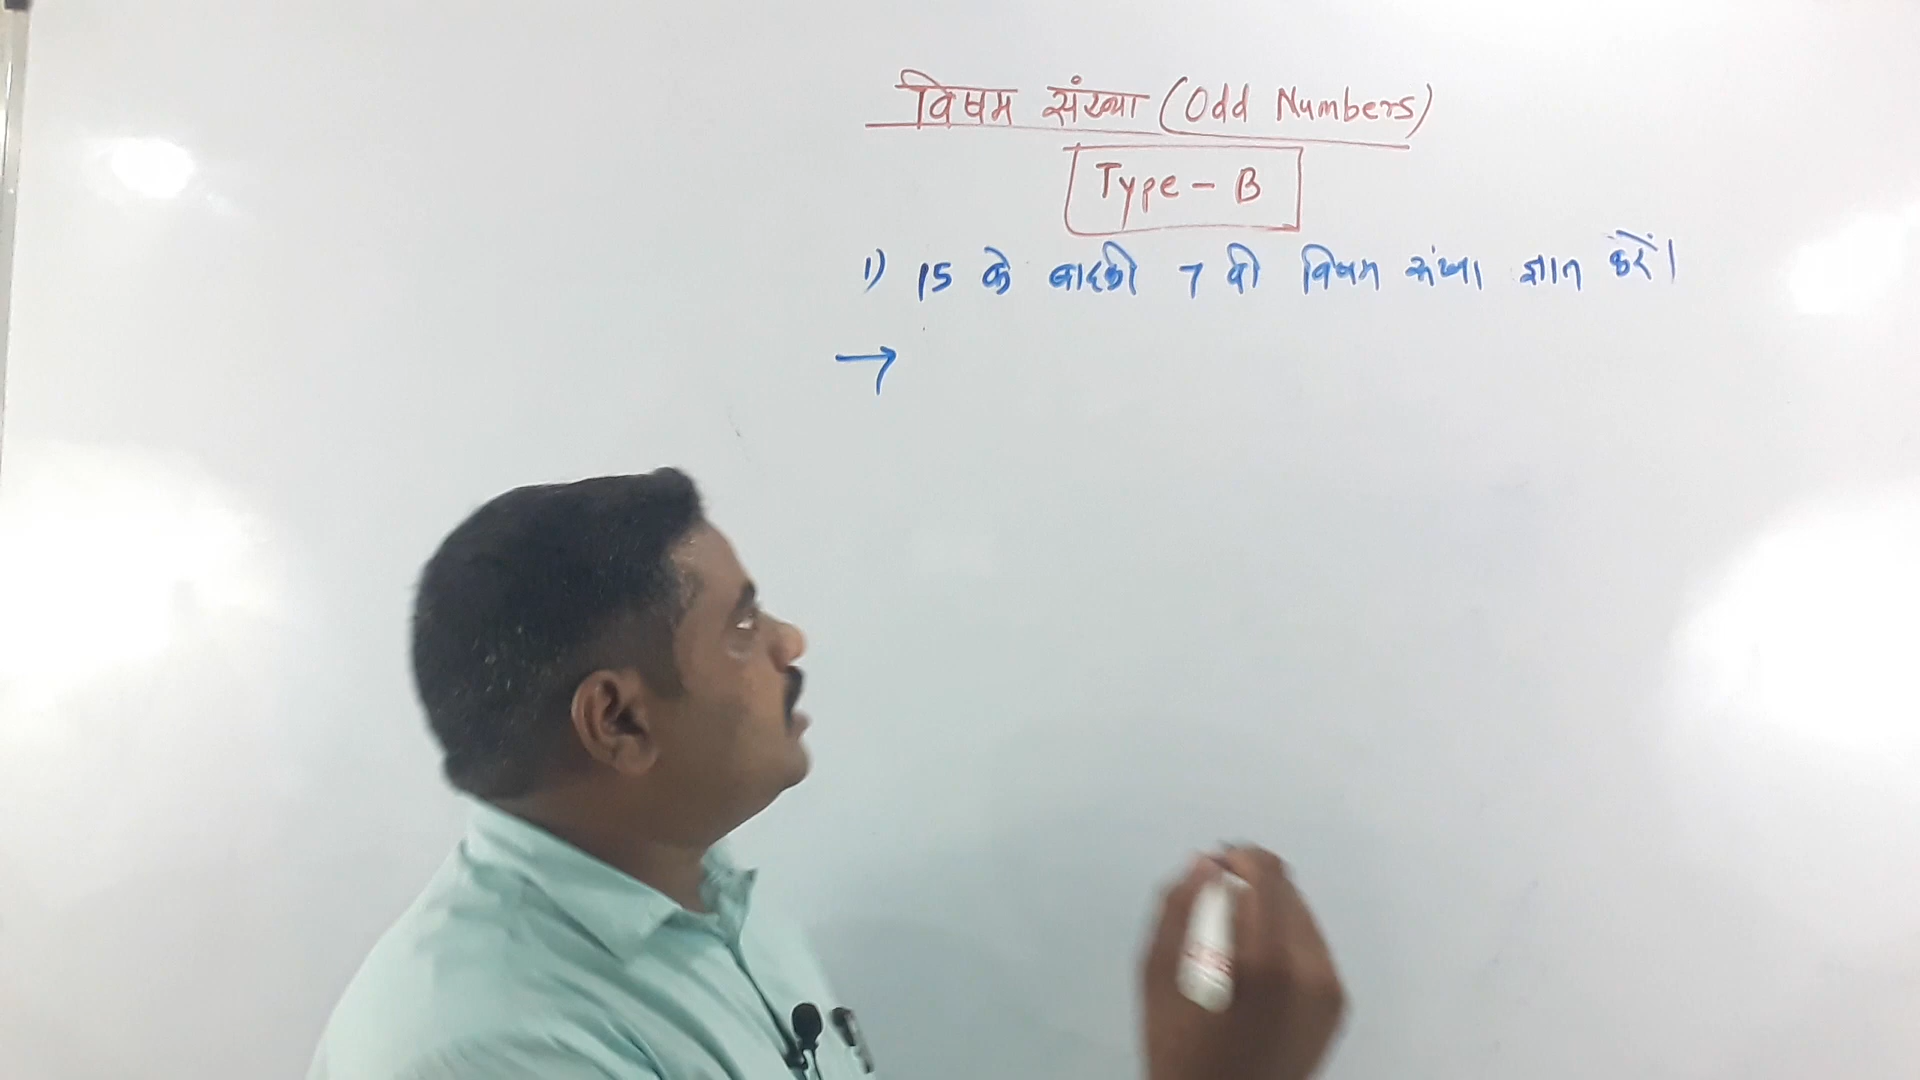 विषम संख्या (Odd Numbers)
Type - B
1) 15 के बादकी 7 वी विषम संख्या ज्ञात करें।
→